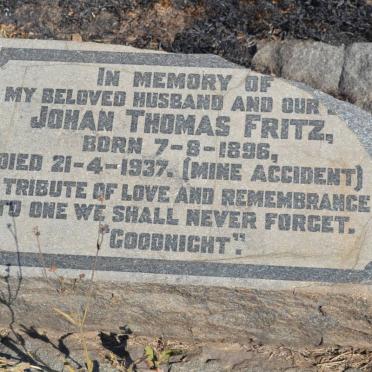 IN MEMORY OF
MY BELOVED HUSBAND AND OUR
JOHAN THOMAS FRITZ,
BORN 7-8-1896,
DIED 21-4-1937. (MINE ACCIDENT)
TRIBUTE OF LOVE AND REMEMBRANCE
TO ONE WE SHALL NEVER FORGET.
"GOODNIGHT".